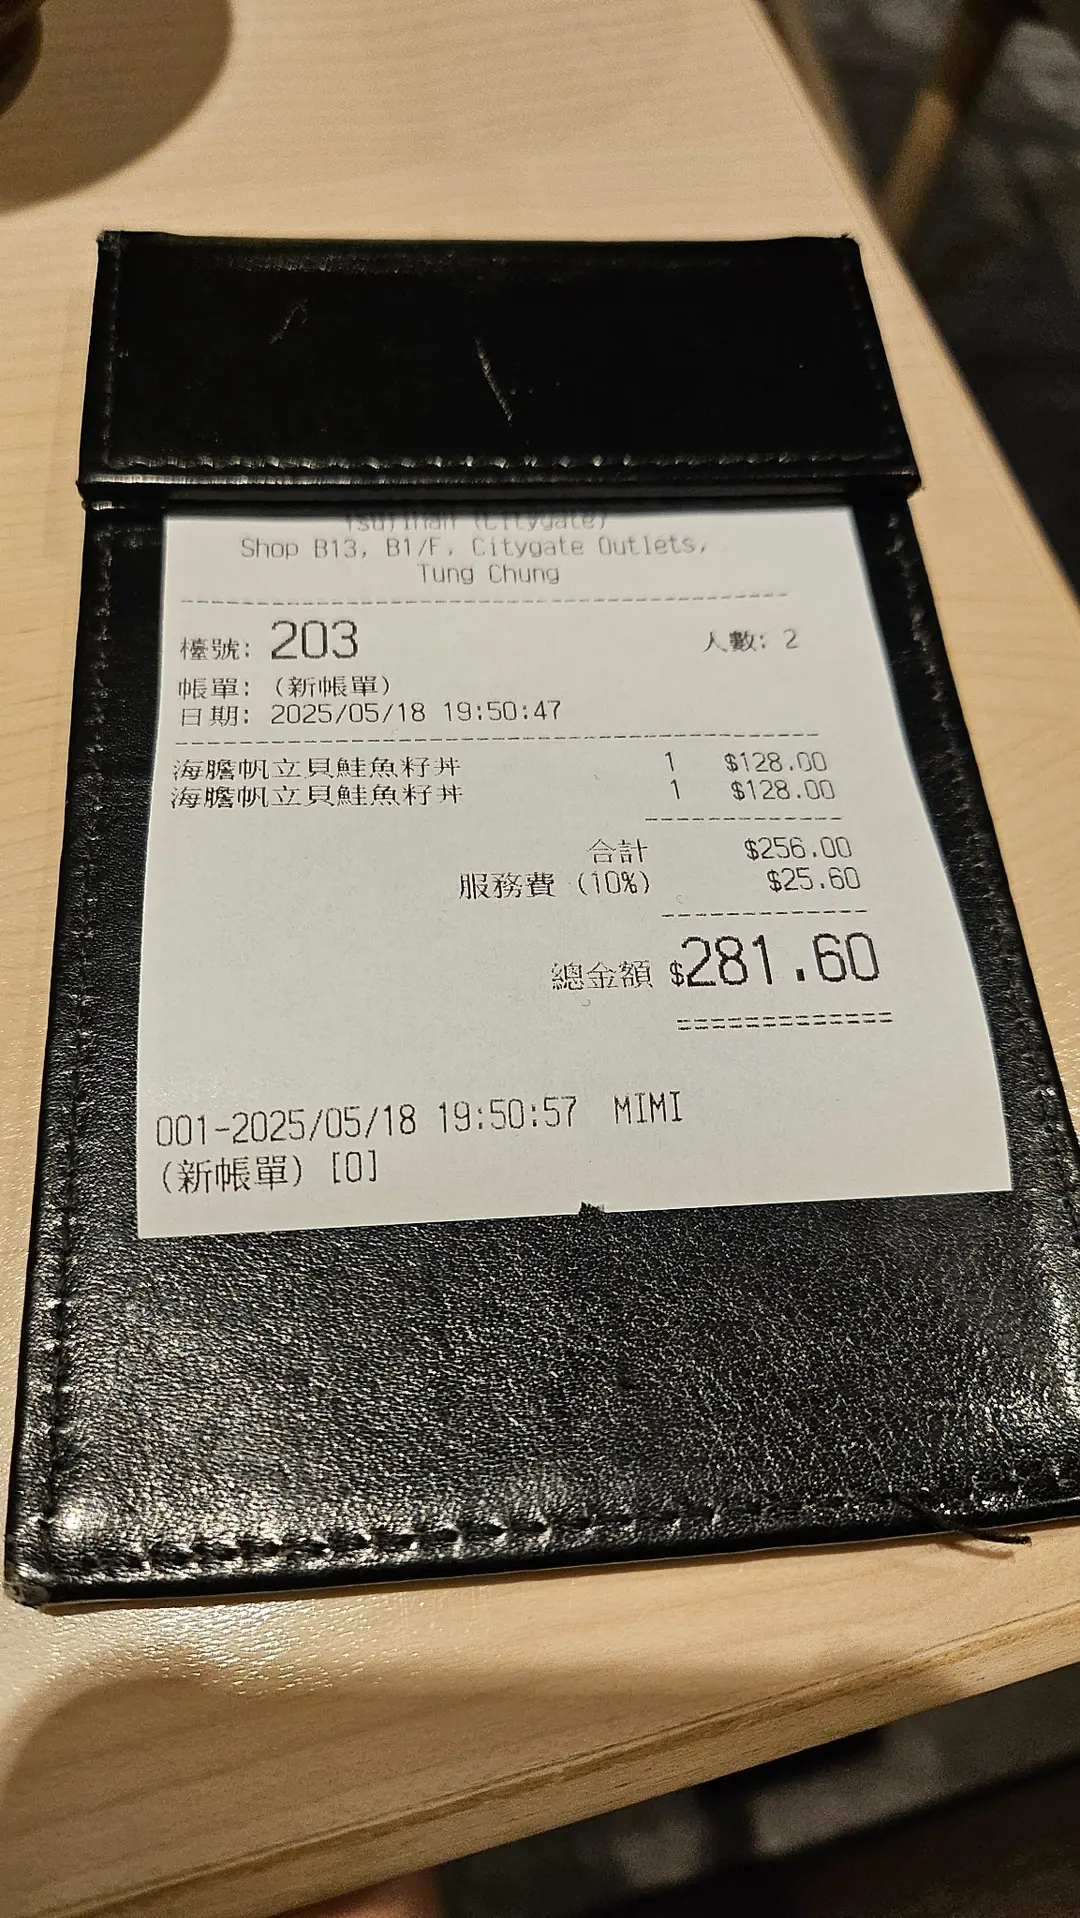 (Citygate)
Shop B13, B1/F, Citygate Outlets,
Tung Chung
檯號: 203 人數: 2
帳單: (新帳單)
日期: 2025/05/18 19:50:47
海膽帆立貝鮭魚籽丼 1 $128.00
海膽帆立貝鮭魚籽丼 1 $128.00
合計 $256.00
服務費 (10%) $25.60
總金額 $281.60
001-2025/05/18 19:50:57 MIMI
(新帳單) [0]